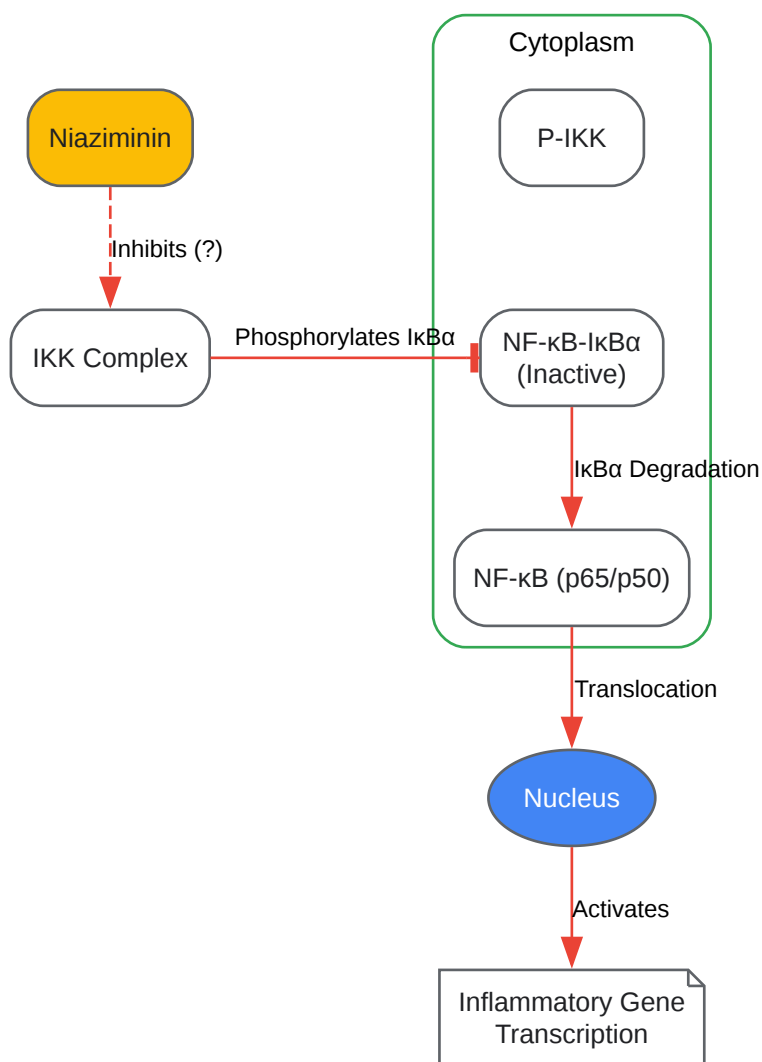 Cytoplasm
Niaziminin
P-IKK
Inhibits (?)
IKK Complex
Phosphorylates IκBα
NF-κB-IκBα
(Inactive)
IκBα Degradation
NF-κB (p65/p50)
Translocation
Nucleus
Activates
Inflammatory Gene
Transcription